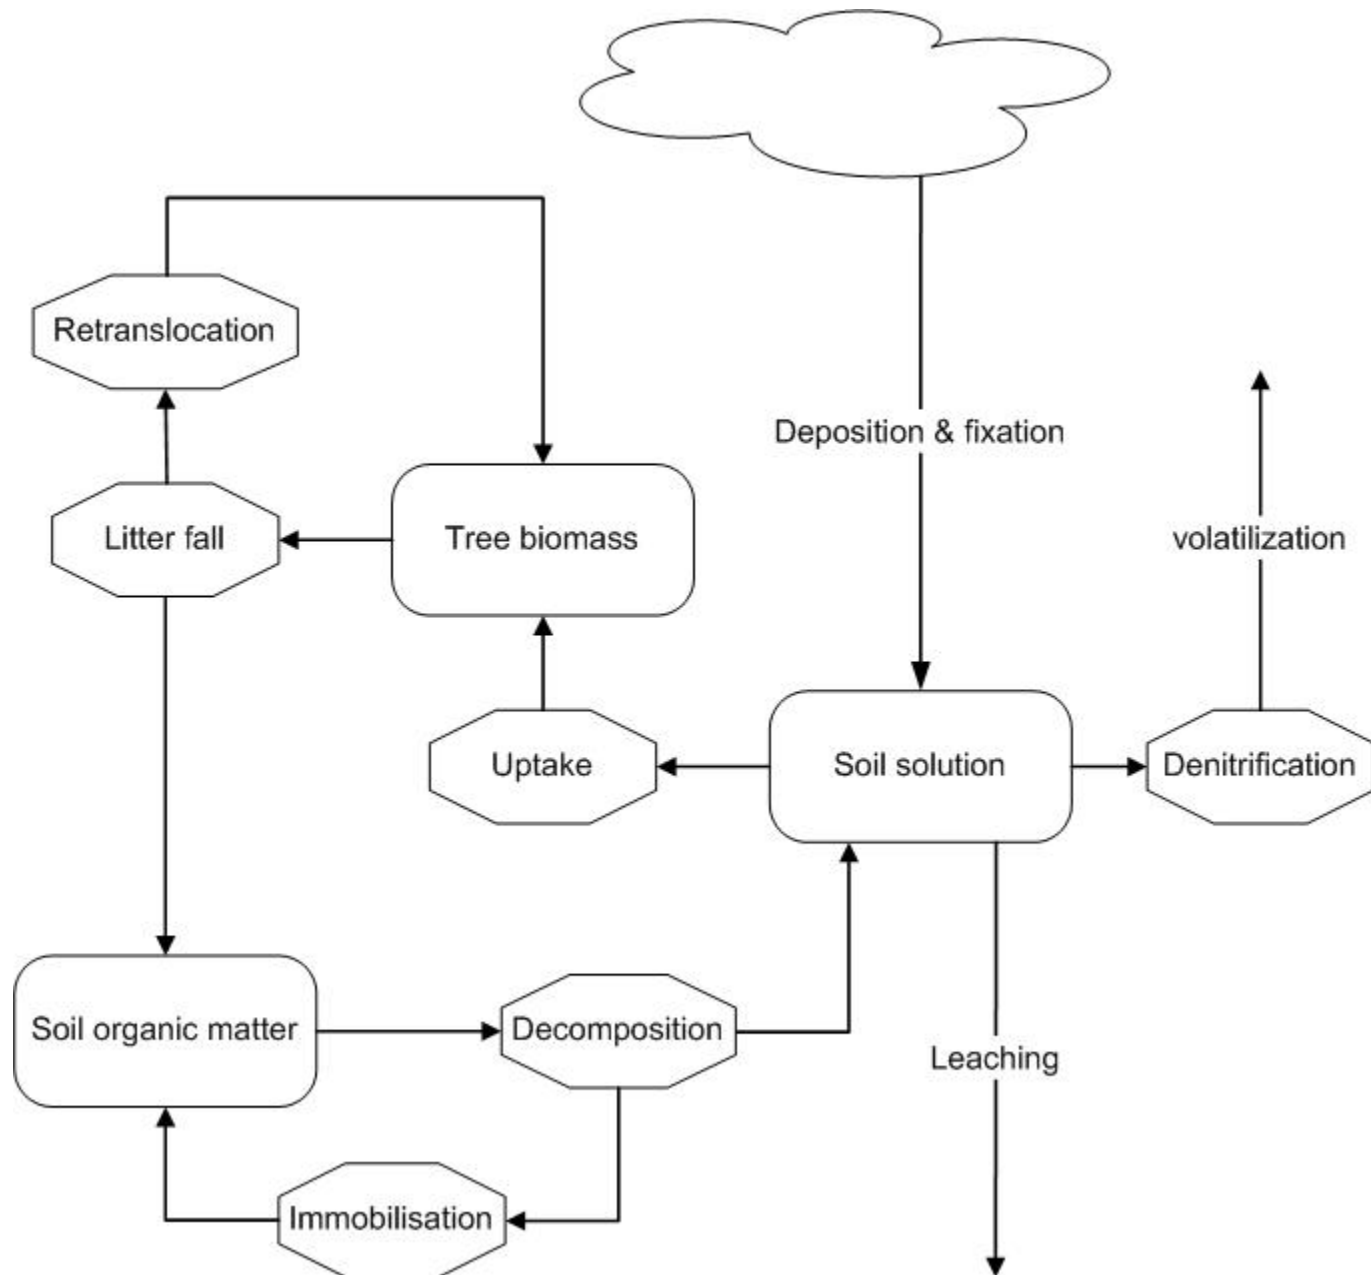 Retranslocation
Deposition & fixation
Litter fall
Tree biomass
volatilization
Uptake
Soil solution
Denitrification
Soil organic matter
Decomposition
Leaching
Immobilisation